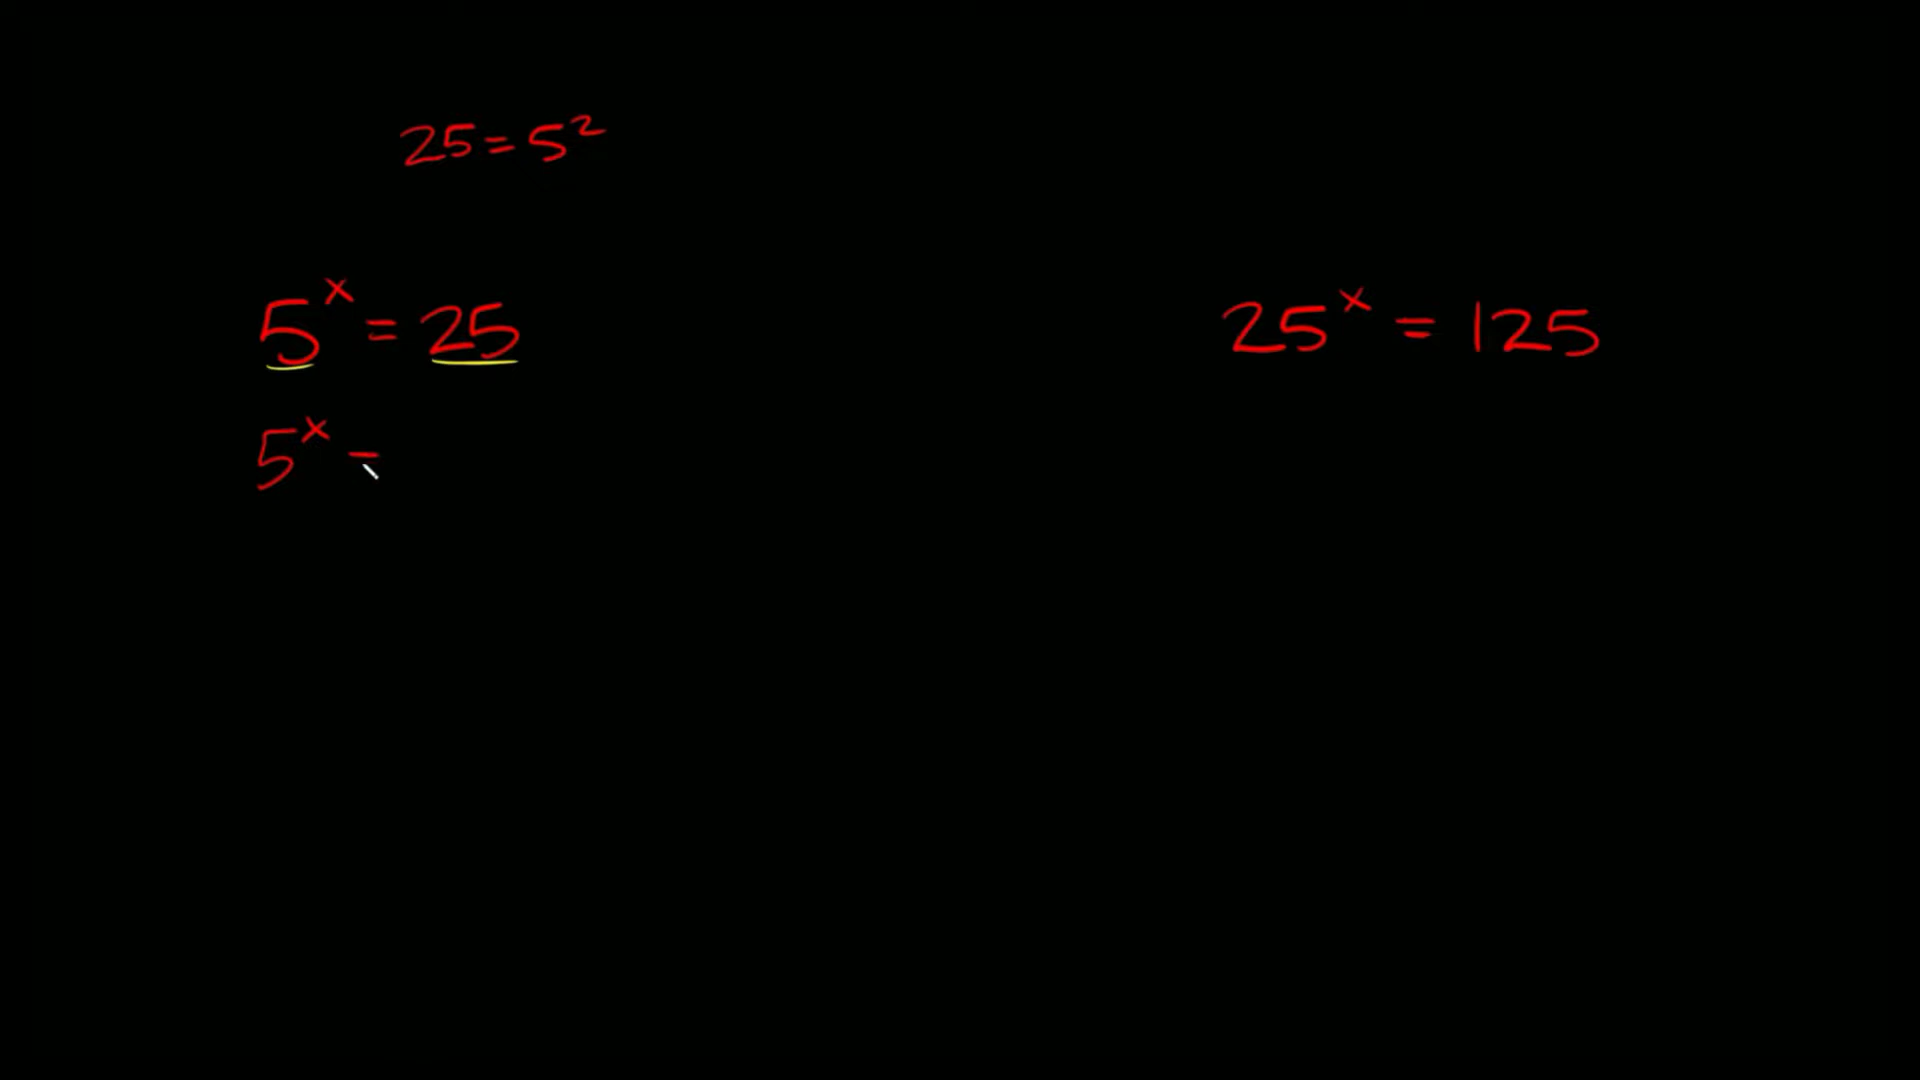 25 = 5²
5ˣ = 25
25ˣ = 125
5ˣ -